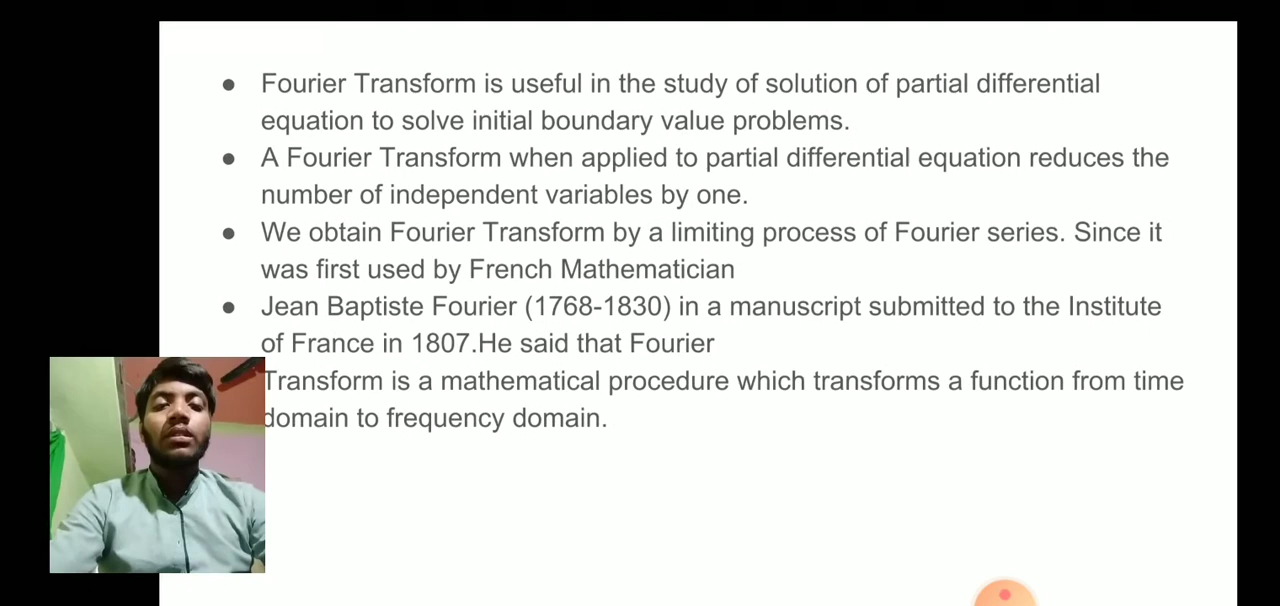 ● Fourier Transform is useful in the study of solution of partial differential
equation to solve initial boundary value problems.
● A Fourier Transform when applied to partial differential equation reduces the
number of independent variables by one.
● We obtain Fourier Transform by a limiting process of Fourier series. Since it
was first used by French Mathematician
● Jean Baptiste Fourier (1768-1830) in a manuscript submitted to the Institute
of France in 1807.He said that Fourier
Transform is a mathematical procedure which transforms a function from time
domain to frequency domain.